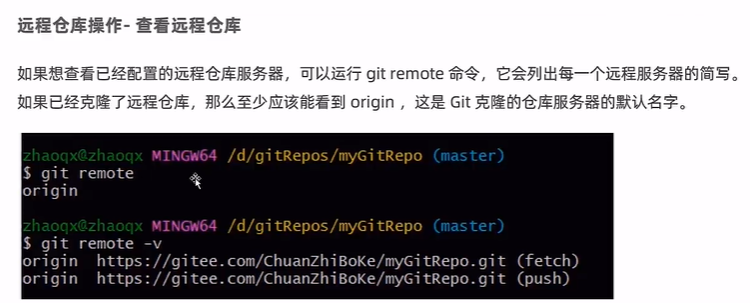 远程仓库操作- 查看远程仓库
如果想查看已经配置的远程仓库服务器，可以运行 git remote 命令，它会列出每一个远程服务器的简写。
如果已经克隆了远程仓库，那么至少应该能看到 origin ，这是 Git 克隆的仓库服务器的默认名字。
zhaoqx@zhaoqx MINGW64 /d/gitRepos/myGitRepo (master)
$ git remote
origin
zhaoqx@zhaoqx MINGW64 /d/gitRepos/myGitRepo (master)
$ git remote -v
origin  https://gitee.com/ChuanZhiBoKe/myGitRepo.git (fetch)
origin  https://gitee.com/ChuanZhiBoKe/myGitRepo.git (push)